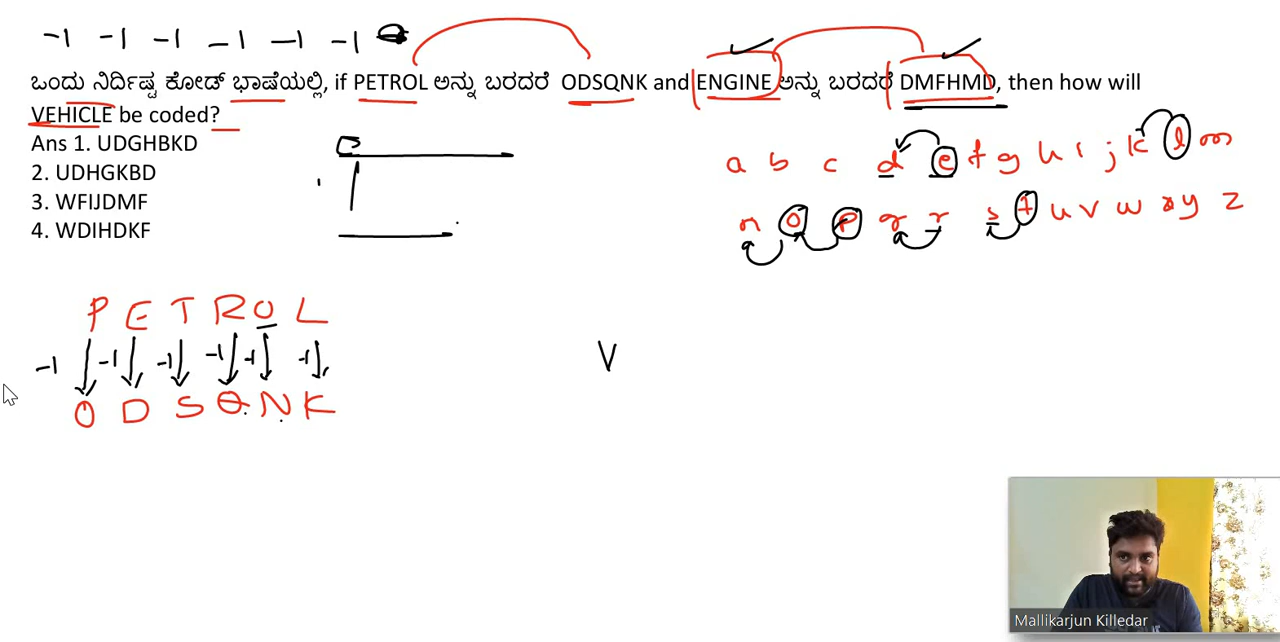 -1 -1 -1 -1 -1 -1
ಒಂದು ನಿರ್ದಿಷ್ಟ ಕೋಡ್ ಭಾಷೆಯಲ್ಲಿ, if PETROL ಅನ್ನು ಬರದರೆ ODSQNK and ENGINE ಅನ್ನು ಬರದರೆ DMFHMD, then how will
VEHICLE be coded?
Ans 1. UDGHBKD
2. UDHGKBD
3. WFIJDMF
4. WDIHDKF
a b c d e f g h i j k l m
n o p q r s t u v w x y z
P E T R O L
-1 -1 -1 -1 -1 -1
O D S Q N K
V
Mallikarjun Killedar